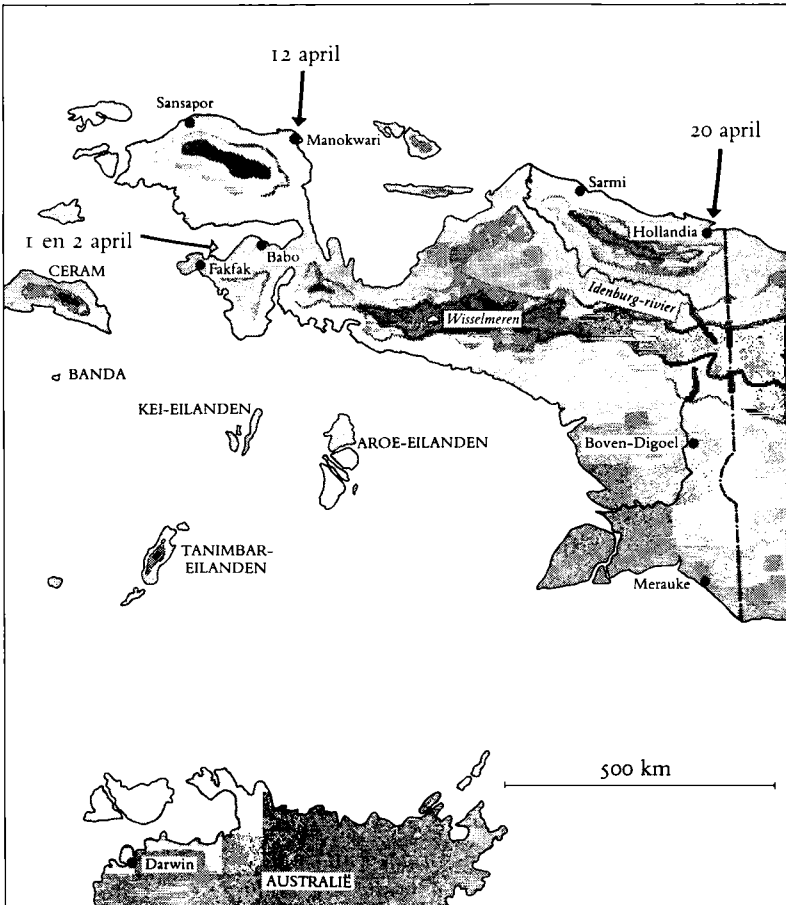 12 april
Sansapor
Manokwari
20 april
Sarmi
Hollandia
1 en 2 april
Babo
Fakfak
CERAM
Idenburg-rivier
Wisselmeren
BANDA
KEI-EILANDEN
AROE-EILANDEN
Boven-Digoel
TANIMBAR-
EILANDEN
Merauke
500 km
Darwin
AUSTRALIË